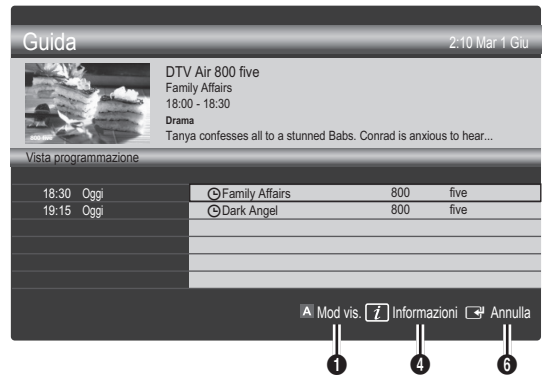 Guida 2:10 Mar 1 Giu
DTV Air 800 five
Family Affairs
18:00 - 18:30
Drama
Tanya confesses all to a stunned Babs. Conrad is anxious to hear...
Vista programmazione
18:30 Oggi Family Affairs 800 five
19:15 Oggi Dark Angel 800 five
A Mod vis. i Informazioni Annulla
1 4 6